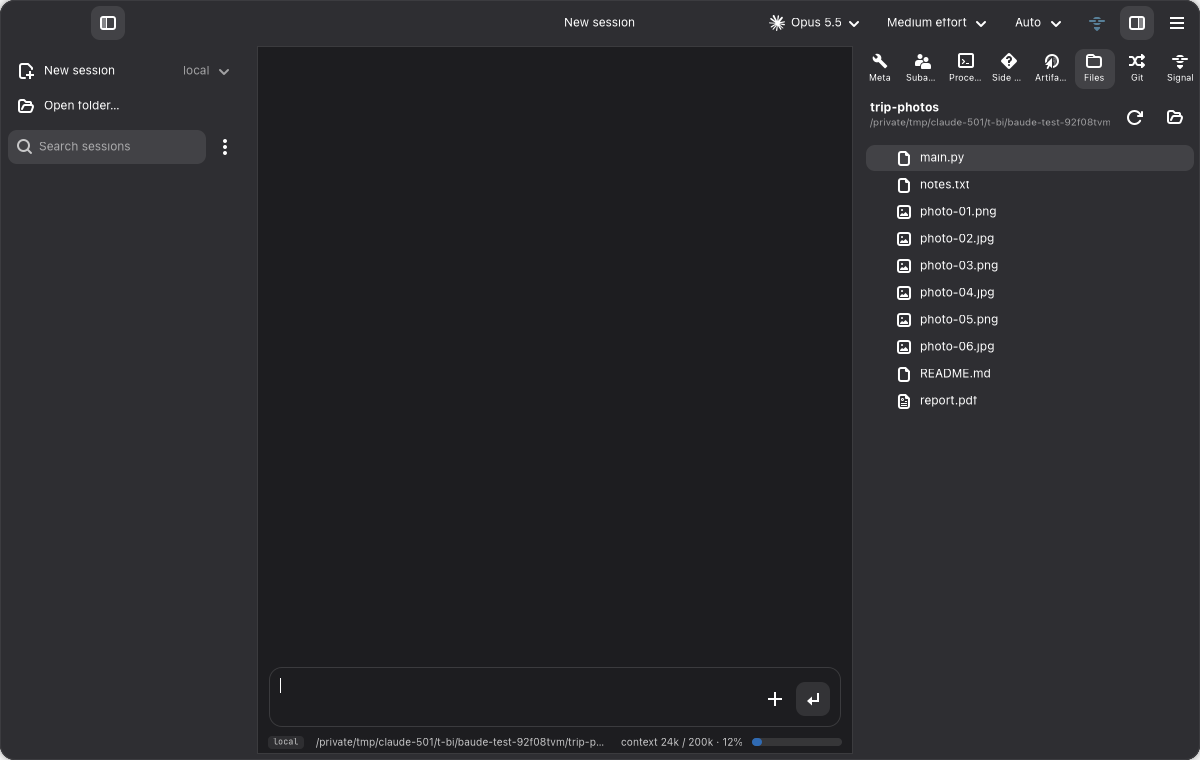 New session
Opus 5.5
Medium effort
Auto
New session
local
Open folder...
Search sessions
Meta
Suba...
Proce...
Side ...
Artifa...
Files
Git
Signal
trip-photos
/private/tmp/claude-501/t-bi/baude-test-92f08tvm
main.py
notes.txt
photo-01.png
photo-02.jpg
photo-03.png
photo-04.jpg
photo-05.png
photo-06.jpg
README.md
report.pdf
local
/private/tmp/claude-501/t-bi/baude-test-92f08tvm/trip-p...
context 24k / 200k · 12%